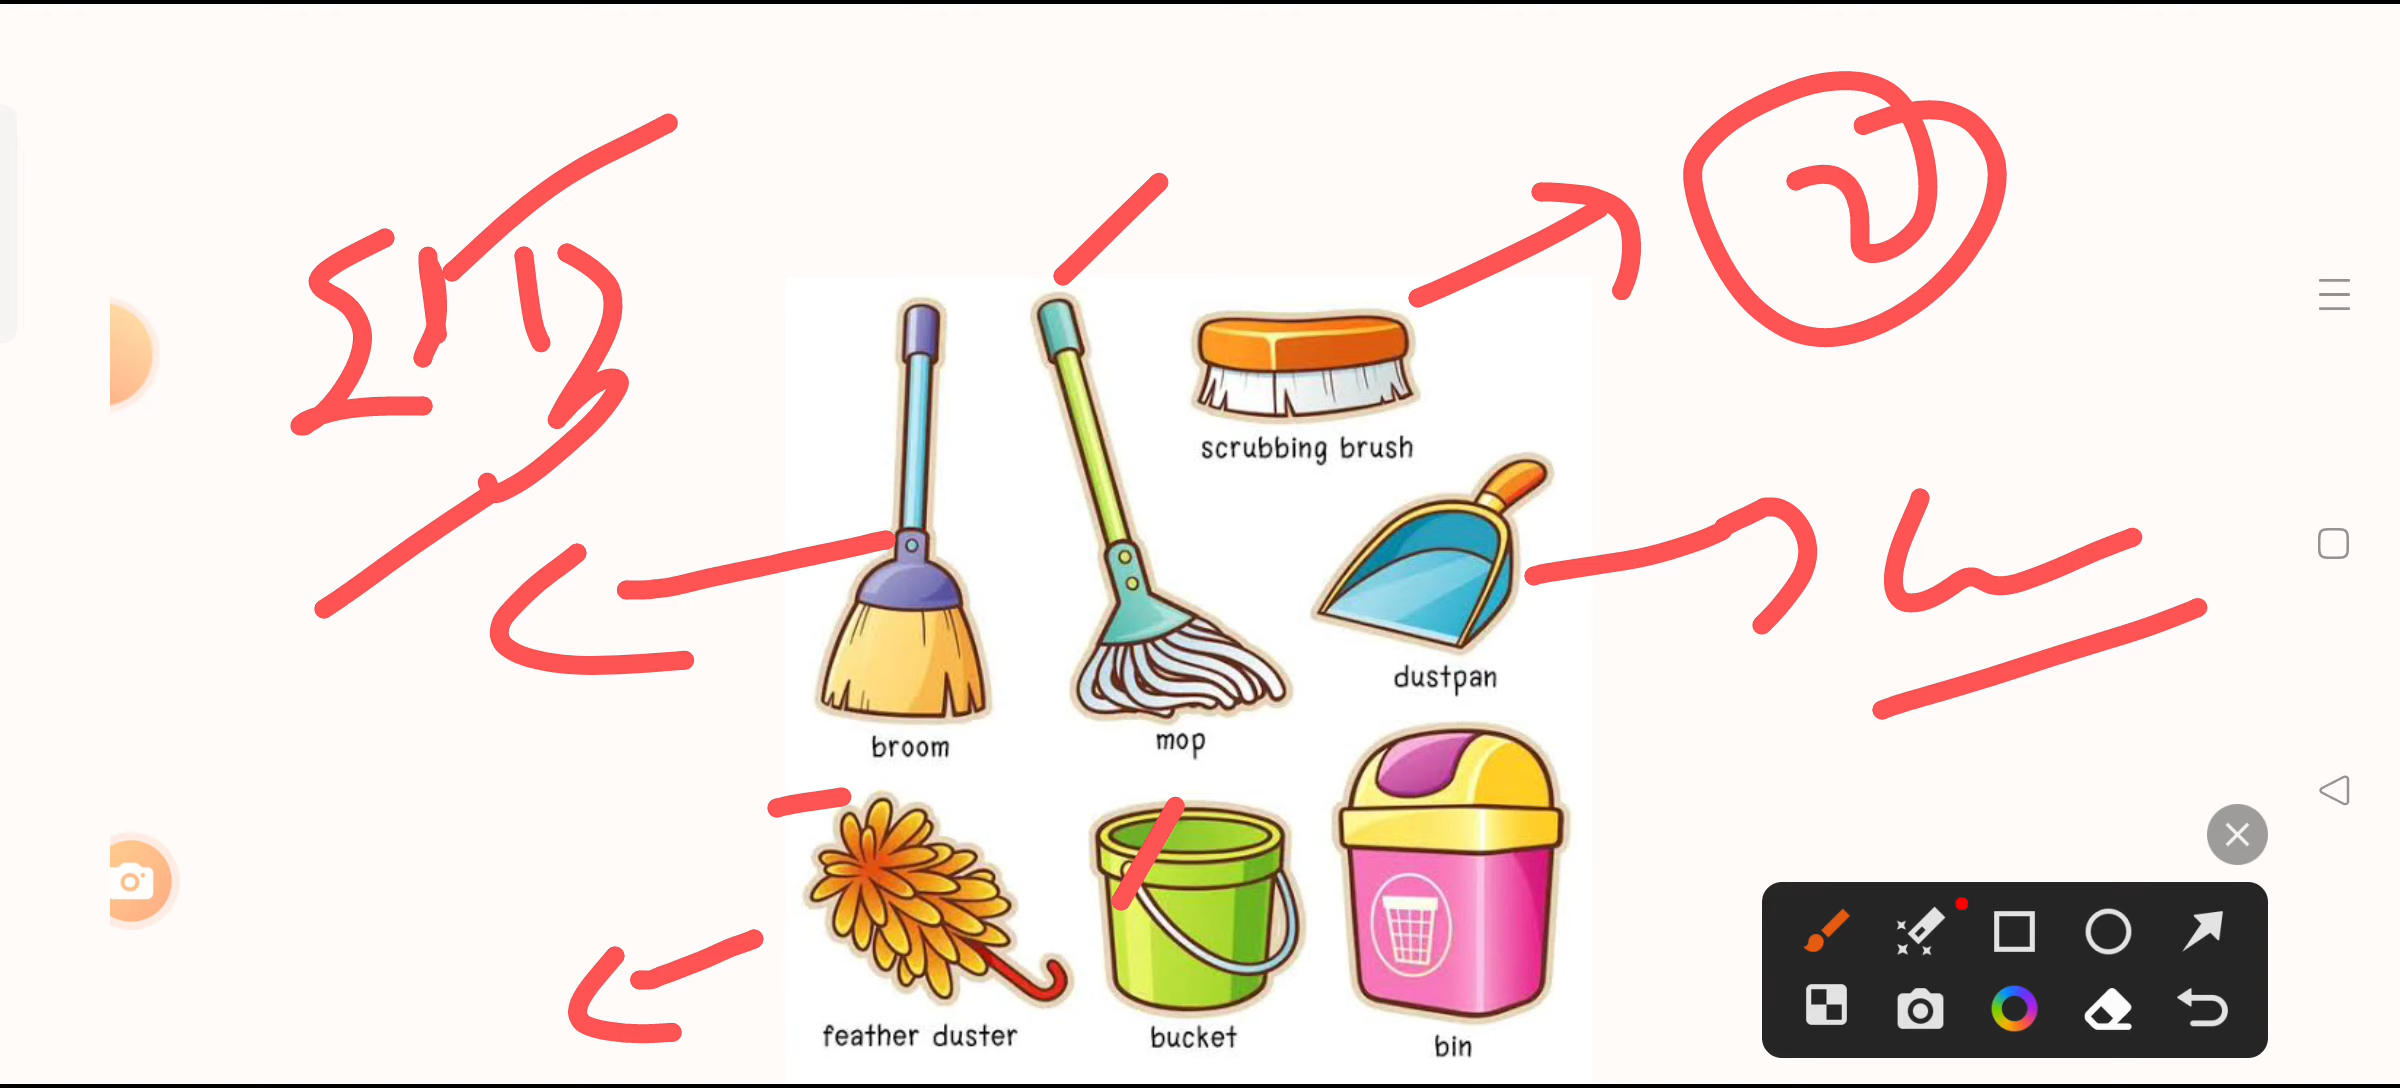 scrubbing brush
dustpan
broom
mop
feather duster
bucket
bin